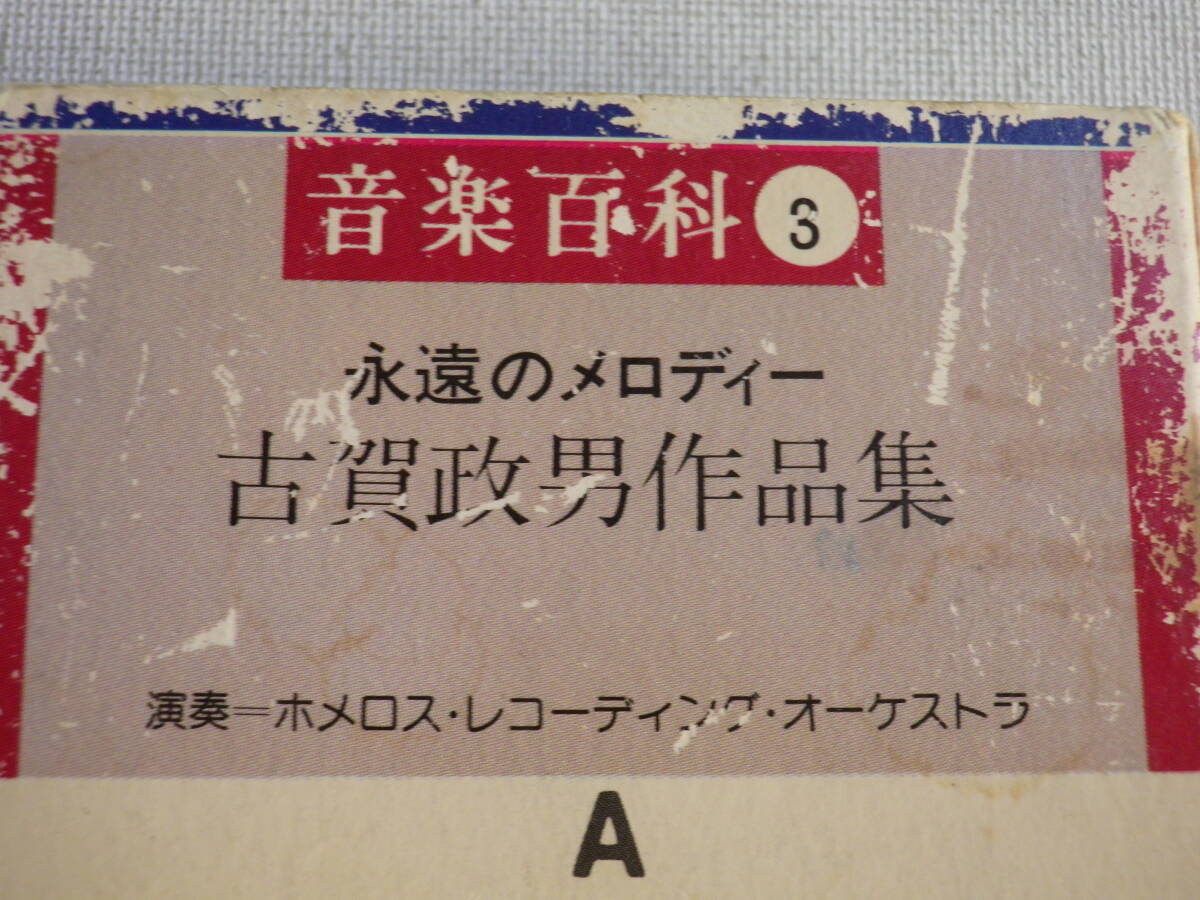 音楽百科3
永遠のメロディー
古賀政男作品集
演奏=ホメロス・レコーディング・オーケストラ
A